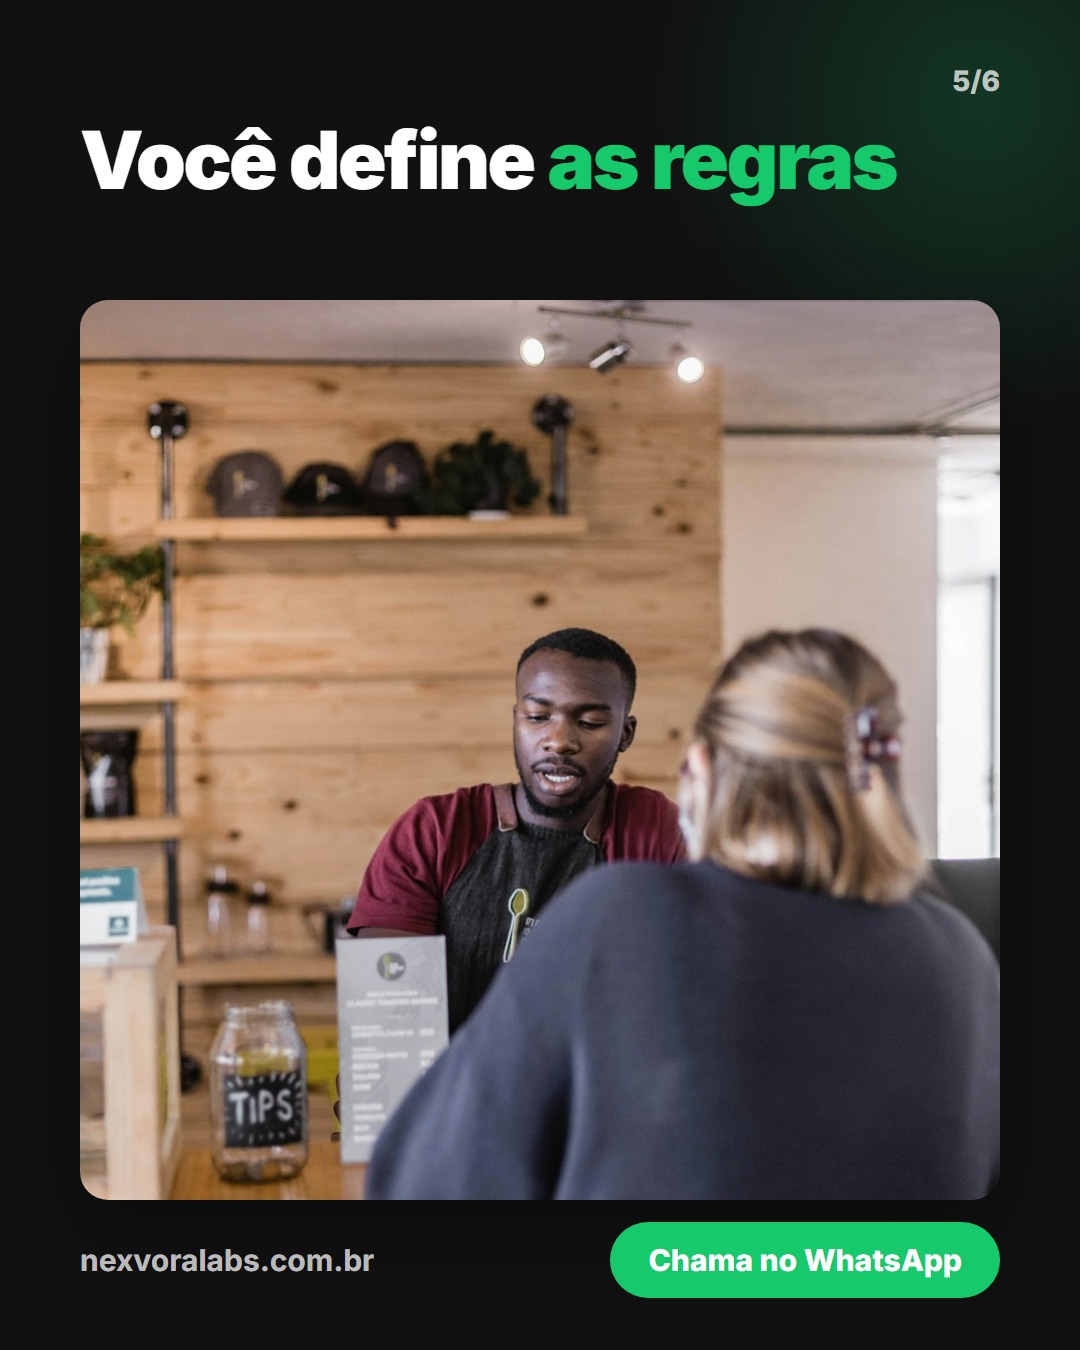 5/6
Você define as regras
TIPS
nexvoralabs.com.br
Chama no WhatsApp